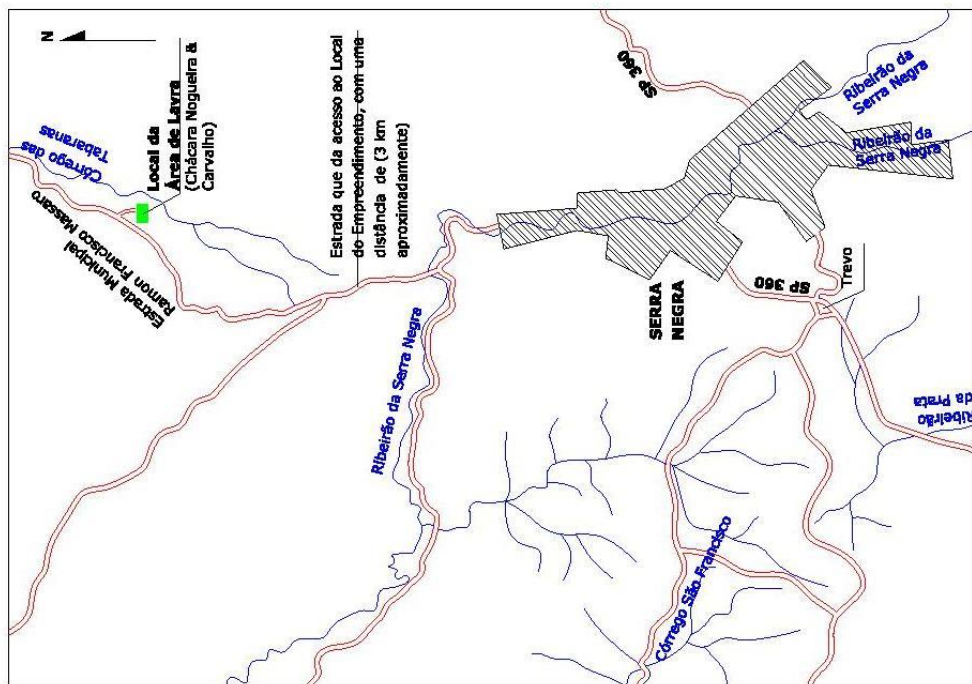 N
Córrego das
Tabaranas
Local da
Área de Lavra
(Chácara Nogueira &
Carvalho)
Estrada Municipal
Ramon Francisco Massaro
Estrada que da acesso ao Local
do Empreendimento, com uma
distância de (3 km
aproximadamente)
SP 360
Ribeirão da
Serra Negra
Ribeirão da
Serra Negra
Ribeirão da Serra Negra
SERRA
NEGRA
SP 360
Trevo
Ribeirão
da Prata
Córrego São Francisco